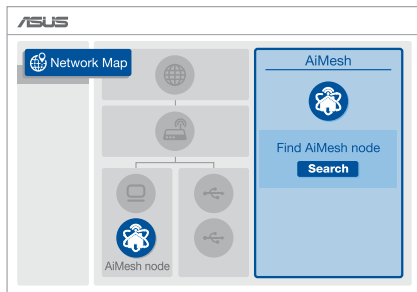 ASUS
Network Map
AiMesh
Find AiMesh node
Search
AiMesh node